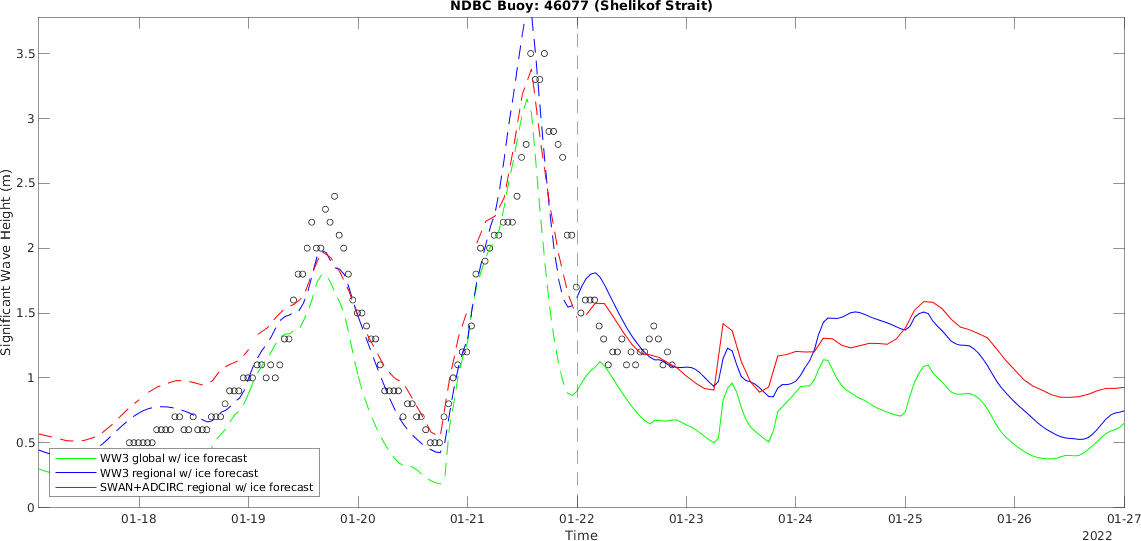 NDBC Buoy: 46077 (Shelikof Strait)
Significant Wave Height (m)
3.5
3
2.5
2
1.5
1
0.5
0
WW3 global w/ ice forecast
WW3 regional w/ ice forecast
SWAN+ADCIRC regional w/ ice forecast
01-18 01-19 01-20 01-21 01-22 01-23 01-24 01-25 01-26 01-27
Time
2022